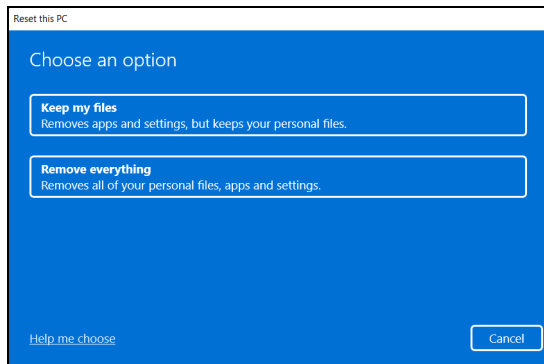 Reset this PC
Choose an option
Keep my files
Removes apps and settings, but keeps your personal files.
Remove everything
Removes all of your personal files, apps and settings.
Help me choose
Cancel